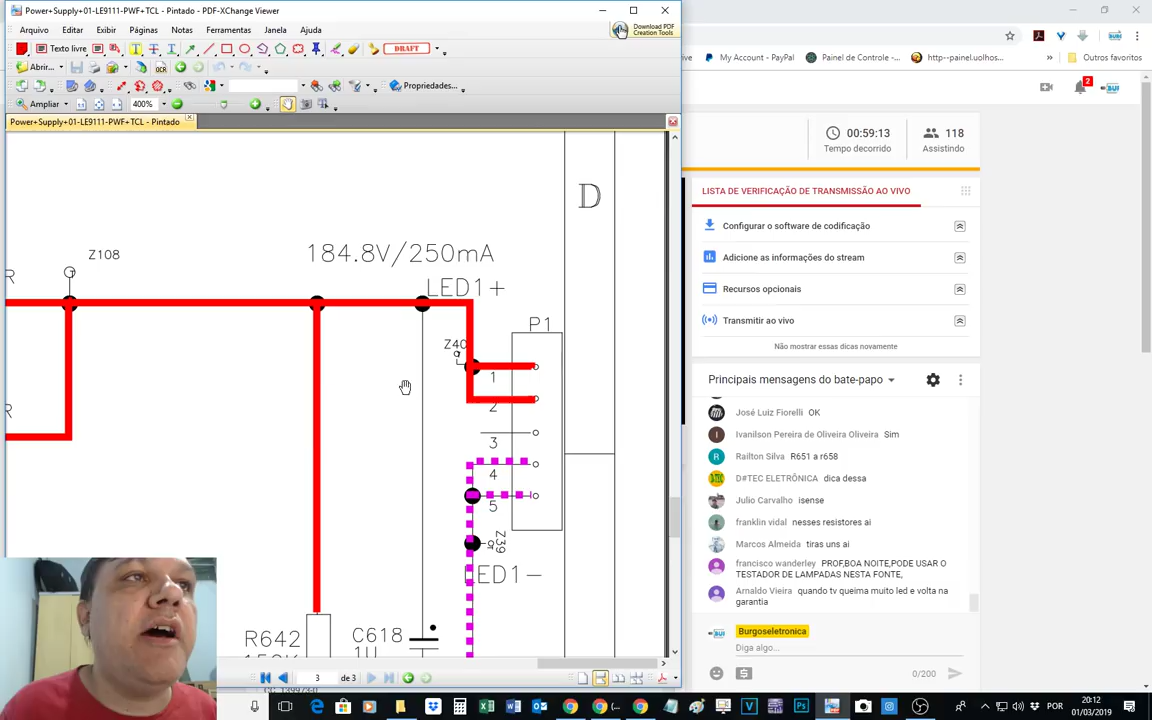 Power+Supply+01-LE9111-PWF+TCL - Pintado - PDF-XChange Viewer
Arquivo Editar Exibir Páginas Notas Ferramentas Janela Ajuda
Download PDF
Creation Tools
Texto livre
DRAFT
Abrir...
OCR
Propriedades...
Ampliar
400%
Power+Supply+01-LE9111-PWF+TCL - Pintado
D
Z108
184.8V/250mA
LED1+
P1
Z40
R
1
2
3
4
5
R
Z39
LED1-
R642
C618
1U
3
de 3
My Account - PayPal
Painel de Controle -...
http--painel.uolhos...
Outros favoritos
2
BUI
00:59:13
Tempo decorrido
118
Assistindo
LISTA DE VERIFICAÇÃO DE TRANSMISSÃO AO VIVO
Configurar o software de codificação
Adicione as informações do stream
Recursos opcionais
Transmitir ao vivo
Não mostrar essas dicas novamente
Principais mensagens do bate-papo
José Luiz Fiorelli OK
Ivanilson Pereira de Oliveira Oliveira Sim
Railton Silva R651 a r658
D#TEC ELETRÔNICA dica dessa
Julio Carvalho isense
franklin vidal nesses resistores ai
Marcos Almeida tiras uns ai
francisco wanderley PROF,BOA NOITE,PODE USAR O
TESTADOR DE LAMPADAS NESTA FONTE,
Arnaldo Vieira quando tv queima muito led e volta na
garantia
Burgoseletronica
Diga algo...
0/200
POR
20:12
01/03/2019